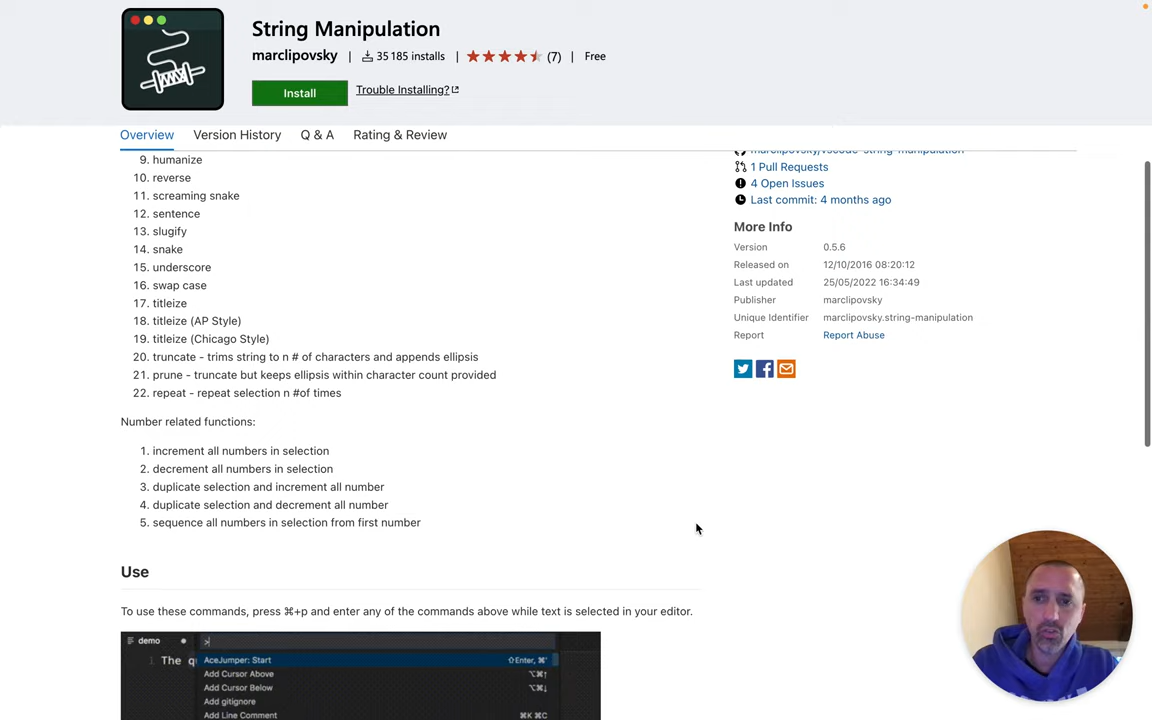 String Manipulation
marclipovsky | 35 185 installs | (7) | Free
Install Trouble Installing?
Overview Version History Q & A Rating & Review
9. humanize
10. reverse
11. screaming snake
12. sentence
13. slugify
14. snake
15. underscore
16. swap case
17. titleize
18. titleize (AP Style)
19. titleize (Chicago Style)
20. truncate - trims string to n # of characters and appends ellipsis
21. prune - truncate but keeps ellipsis within character count provided
22. repeat - repeat selection n #of times
Number related functions:
1. increment all numbers in selection
2. decrement all numbers in selection
3. duplicate selection and increment all number
4. duplicate selection and decrement all number
5. sequence all numbers in selection from first number
Use
To use these commands, press ⌘+p and enter any of the commands above while text is selected in your editor.
demo
>
1 The q
AceJumper: Start ⇧Enter, ⌘'
Add Cursor Above ⌥⌘↑
Add Cursor Below ⌥⌘↓
Add gitignore
Add Line Comment ⌘K ⌘C
marclipovsky/vscode-string-manipulation
1 Pull Requests
4 Open Issues
Last commit: 4 months ago
More Info
Version 0.5.6
Released on 12/10/2016 08:20:12
Last updated 25/05/2022 16:34:49
Publisher marclipovsky
Unique Identifier marclipovsky.string-manipulation
Report Report Abuse